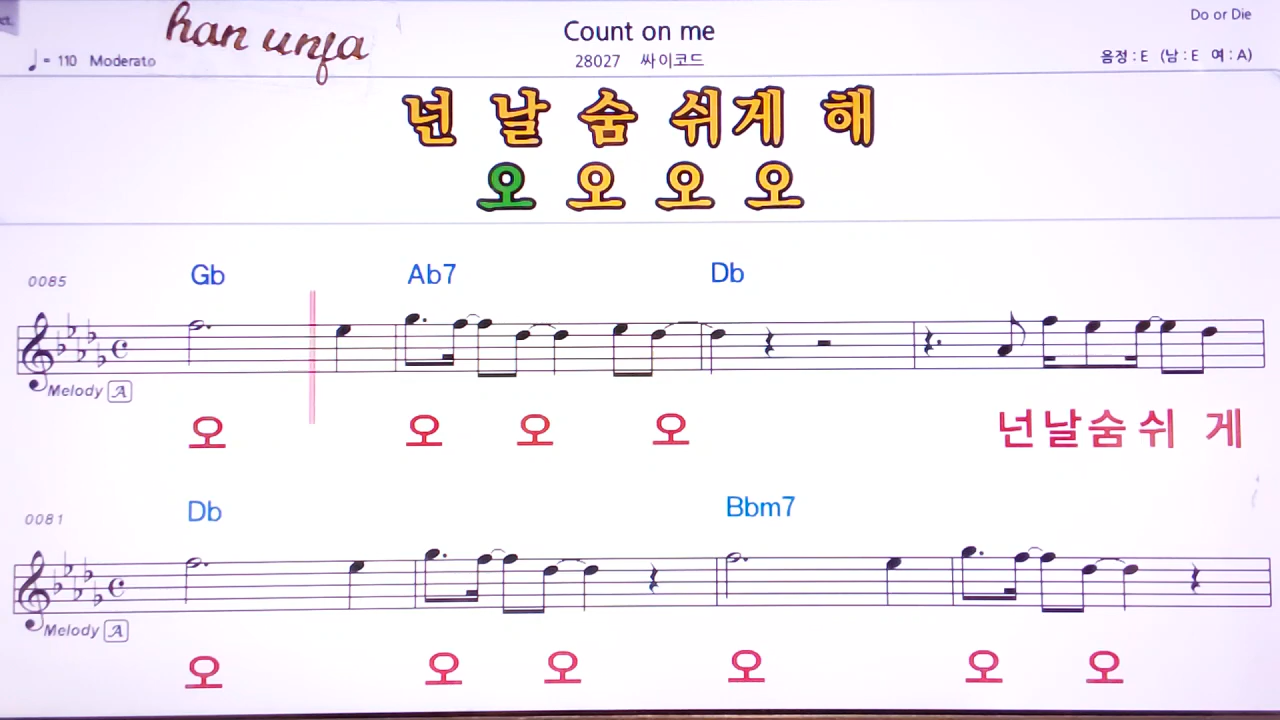 ct.
han unfa
Count on me
Do or Die
♩ = 110 Moderato
28027 싸이코드
음정 : E (남 : E 여 : A)
넌 날 숨 쉬게 해
오 오 오 오
0085
Gb Ab7 Db
Melody A
오 오 오 오 넌날숨쉬 게
0081
Db Bbm7
Melody A
오 오 오 오 오 오